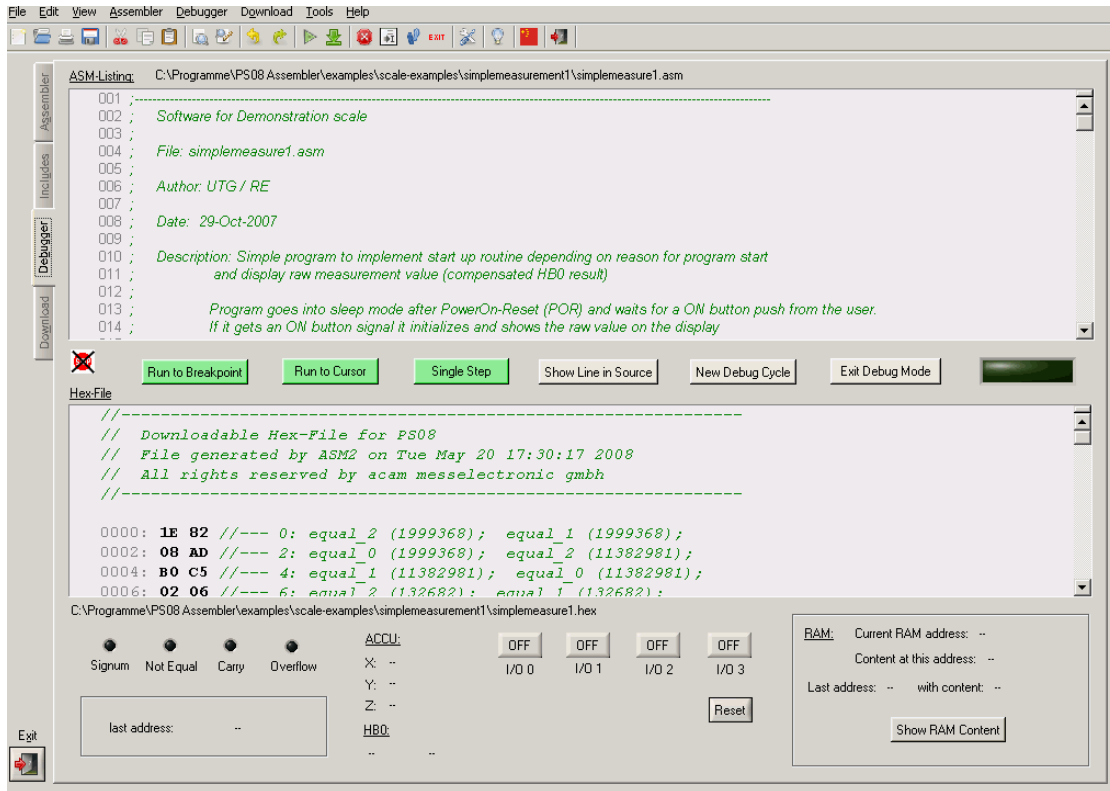 File Edit View Assembler Debugger Download Tools Help
EXIT
Assembler
Includes
Debugger
Download
ASM-Listing: C:\Programme\PS08 Assembler\examples\scale-examples\simplemeasurement1\simplemeasure1.asm
001 ;--------------------------------------------------------------------------------
002 ; Software for Demonstration scale
003 ;
004 ; File: simplemeasure1.asm
005 ;
006 ; Author: UTG / RE
007 ;
008 ; Date: 29-Oct-2007
009 ;
010 ; Description: Simple program to implement start up routine depending on reason for program start
011 ; and display raw measurement value (compensated HB0 result)
012 ;
013 ; Program goes into sleep mode after PowerOn-Reset (POR) and waits for a ON button push from the user.
014 ; If it gets an ON button signal it initializes and shows the raw value on the display
Run to Breakpoint Run to Cursor Single Step Show Line in Source New Debug Cycle Exit Debug Mode
Hex-File
//--------------------------------------------------------------
// Downloadable Hex-File for PS08
// File generated by ASM2 on Tue May 20 17:30:17 2008
// All rights reserved by acam messelectronic gmbh
//--------------------------------------------------------------
0000: 1E 82 //--- 0: equal_2 (1999368); equal_1 (1999368);
0002: 08 AD //--- 2: equal_0 (1999368); equal_2 (11382981);
0004: B0 C5 //--- 4: equal_1 (11382981); equal_0 (11382981);
0006: 02 06 //--- 6: equal 2 (132682); equal 1 (132682);
C:\Programme\PS08 Assembler\examples\scale-examples\simplemeasurement1\simplemeasure1.hex
Signum Not Equal Carry Overflow
last address: --
ACCU:
X: --
Y: --
Z: --
HB0:
-- --
--
OFF OFF OFF OFF
I/O 0 I/O 1 I/O 2 I/O 3
Reset
RAM: Current RAM address: --
Content at this address: --
Last address: -- with content: --
Show RAM Content
Exit